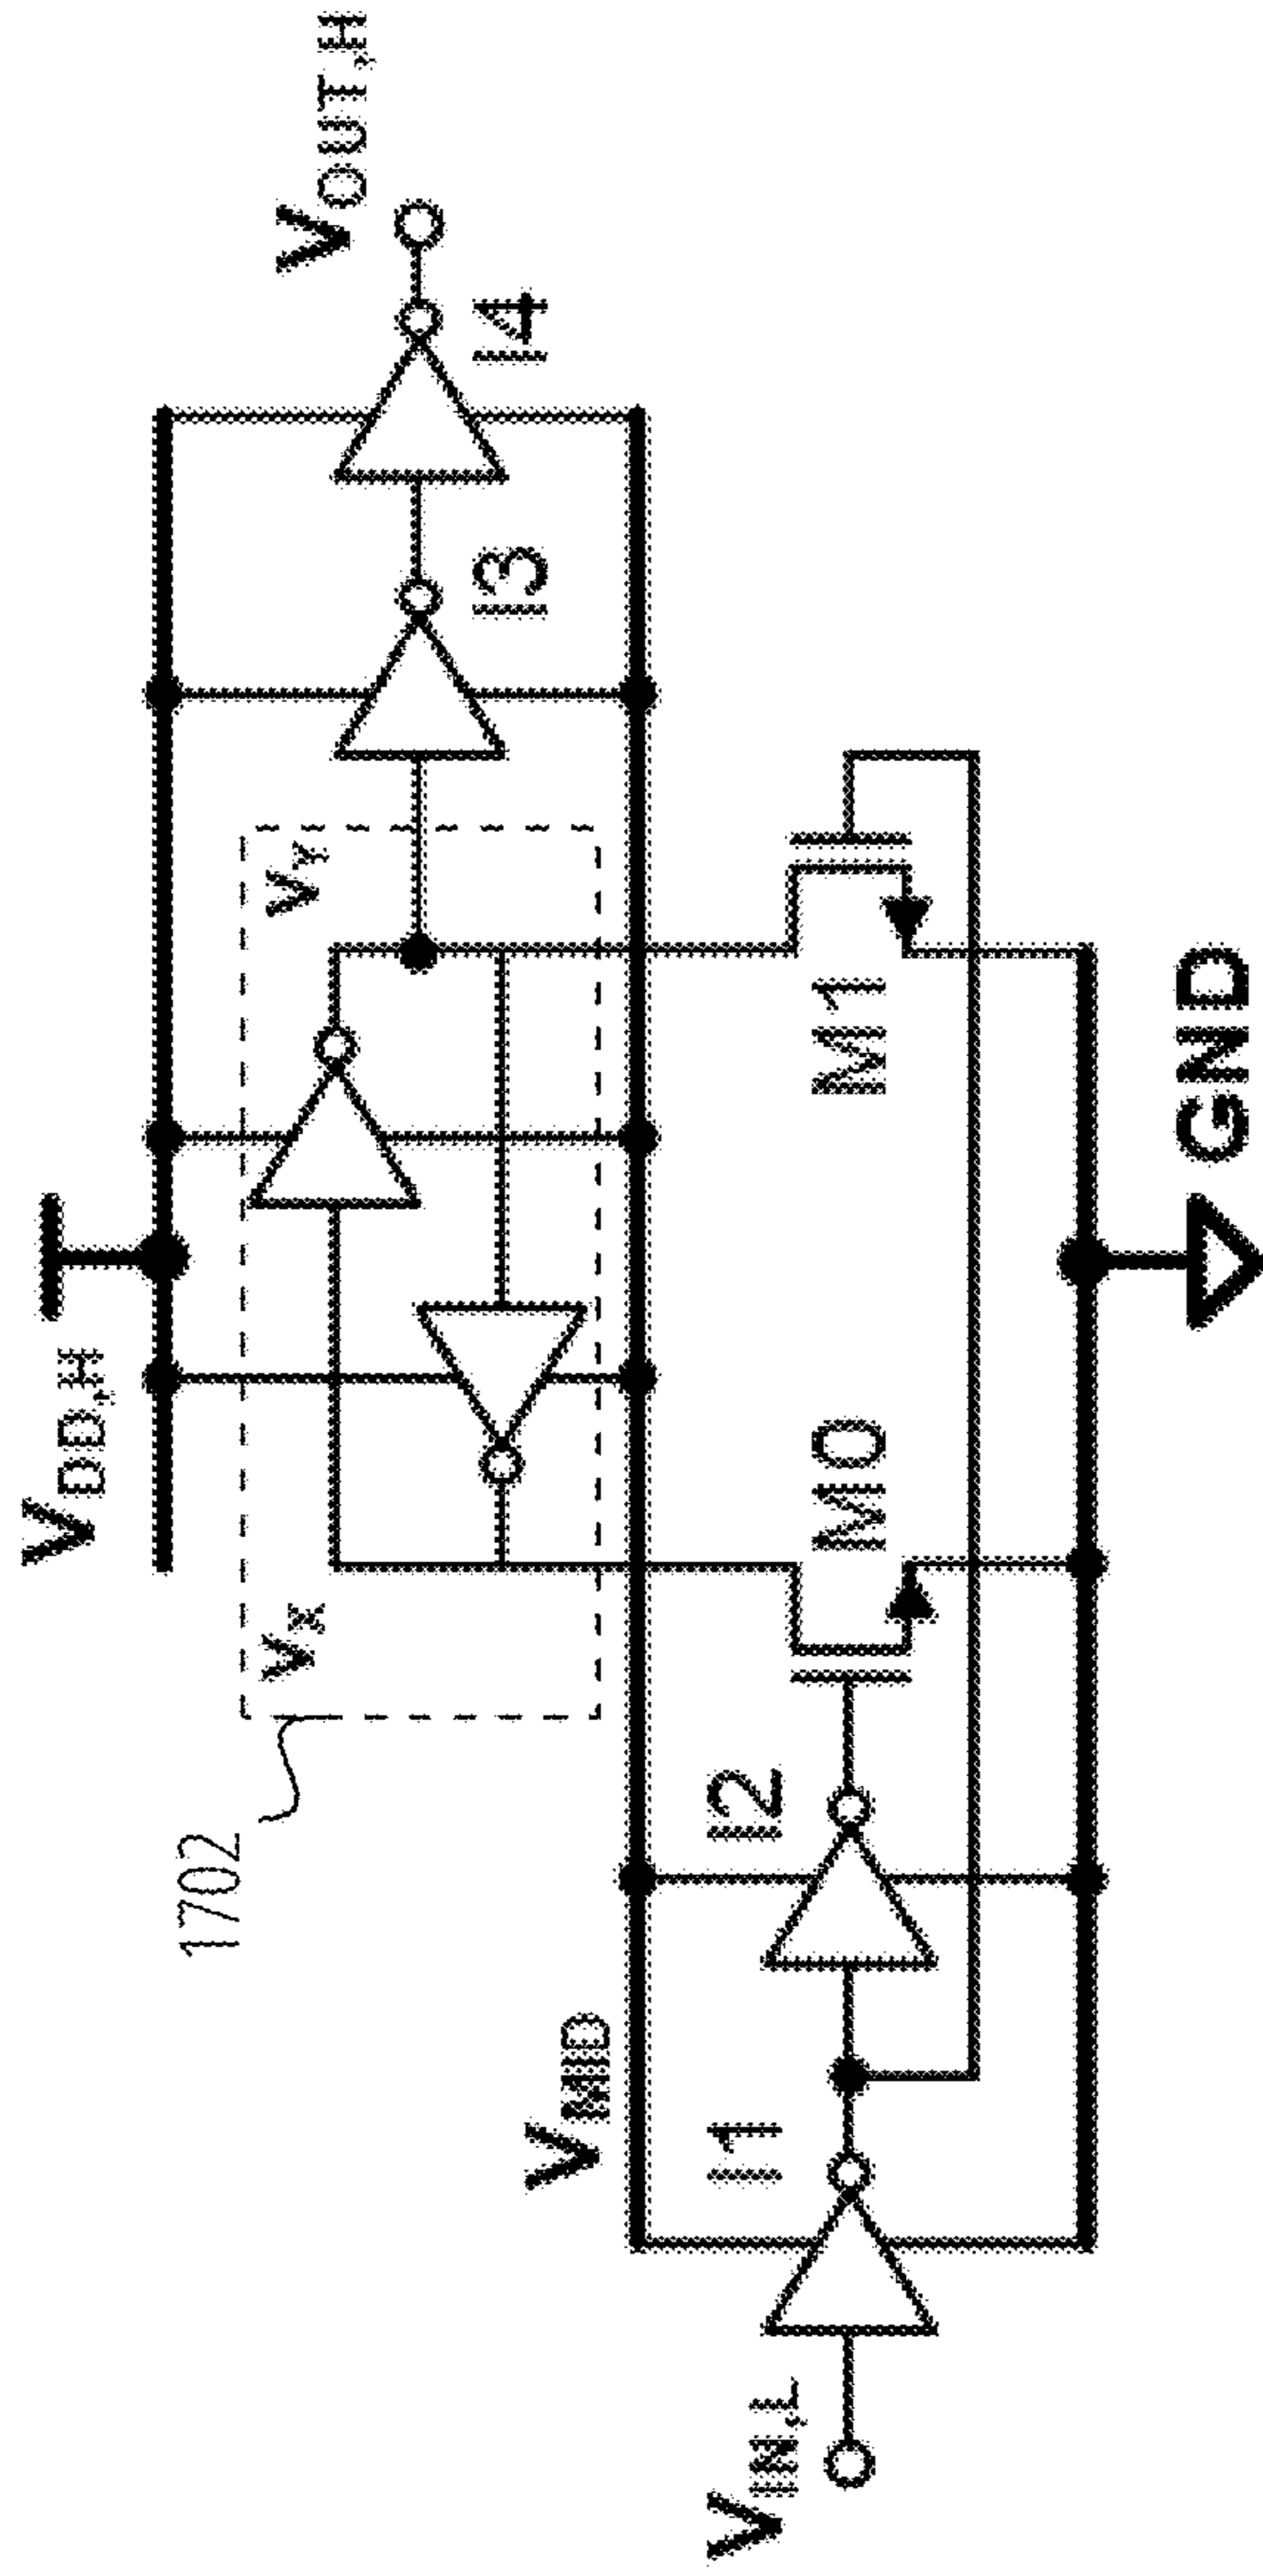 V_DD,H
V_OUT,H
1702
V_X
V_Y
I3
I4
V_MID
I1
I2
M0
M1
V_IN,L
GND